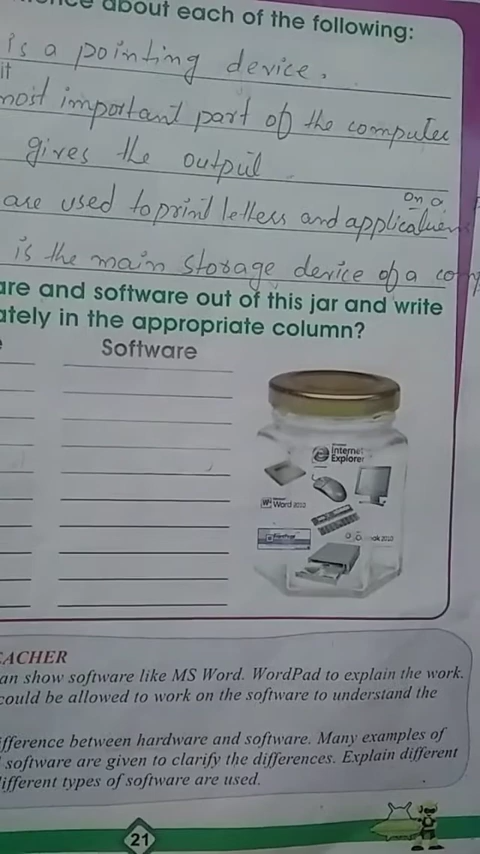 about each of the following:
is a pointing device.
it
most important part of the computer
gives the output
on a
are used to print letters and applications
is the main storage device of a com
are and software out of this jar and write
ately in the appropriate column?
Software
Internet
Explorer
Word 2010
ook 2010
EACHER
an show software like MS Word. WordPad to explain the work.
could be allowed to work on the software to understand the
ifference between hardware and software. Many examples of
software are given to clarify the differences. Explain different
ifferent types of software are used.
21